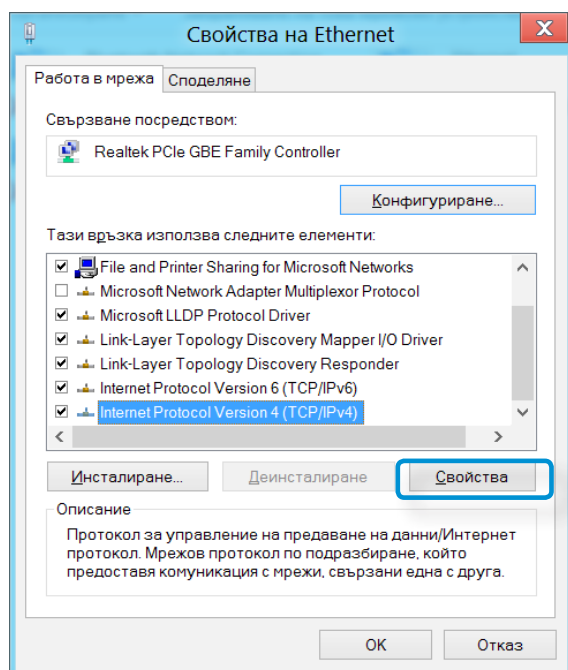 Свойства на Ethernet
X
Работа в мрежа Споделяне
Свързване посредством:
Realtek PCIe GBE Family Controller
Конфигуриране...
Тази връзка използва следните елементи:
File and Printer Sharing for Microsoft Networks
Microsoft Network Adapter Multiplexor Protocol
Microsoft LLDP Protocol Driver
Link-Layer Topology Discovery Mapper I/O Driver
Link-Layer Topology Discovery Responder
Internet Protocol Version 6 (TCP/IPv6)
Internet Protocol Version 4 (TCP/IPv4)
Инсталиране... Деинсталиране Свойства
Описание
Протокол за управление на предаване на данни/Интернет
протокол. Мрежов протокол по подразбиране, който
предоставя комуникация с мрежи, свързани една с друга.
OK Отказ